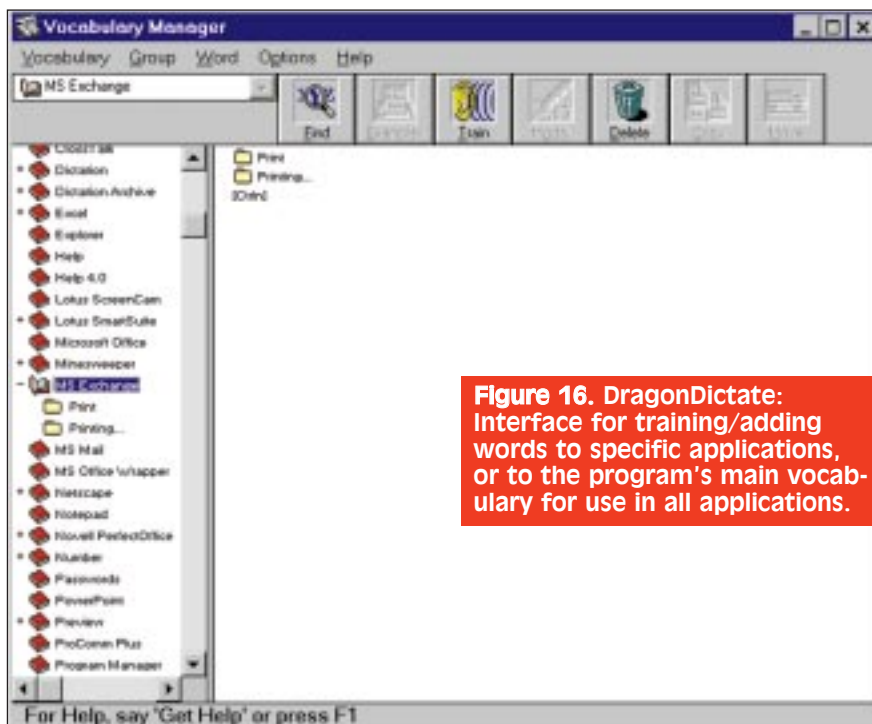 Vocabulary Manager
Vocabulary Group Word Options Help
MS Exchange
Find Train Delete
CrossTalk
Dictation
Dictation Archive
Excel
Explorer
Help
Help 4.0
Lotus ScreenCam
Lotus SmartSuite
Microsoft Office
Minesweeper
MS Exchange
Print
Printing...
MS Mail
MS Office Wrapper
Netscape
Notepad
Novell PerfectOffice
Number
Passwords
PowerPoint
Preview
ProComm Plus
Program Manager
Print
Printing...
Figure 16. DragonDictate:
Interface for training/adding
words to specific applications,
or to the program's main vocab-
ulary for use in all applications.
For Help, say "Get Help" or press F1